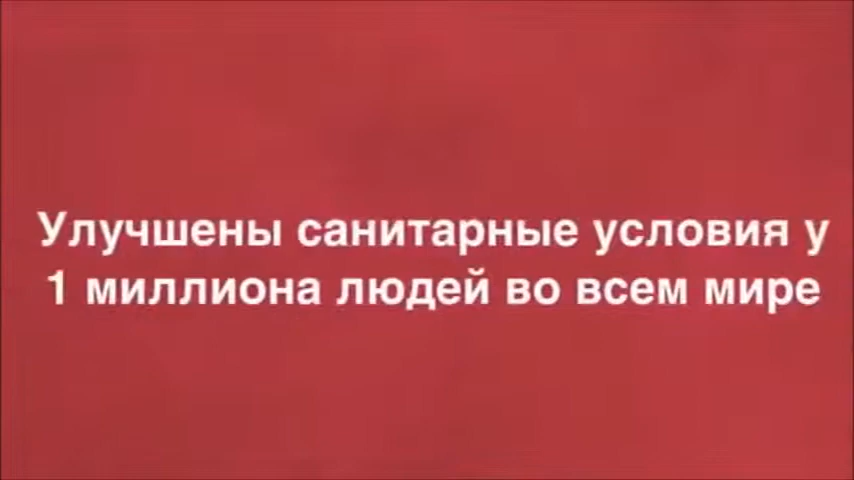 Улучшены санитарные условия у
1 миллиона людей во всем мире